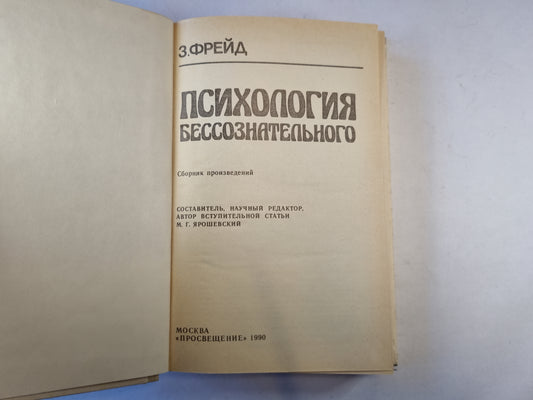 З. ФРЕЙД
ПСИХОЛОГИЯ
БЕССОЗНАТЕЛЬНОГО
Сборник произведений
СОСТАВИТЕЛЬ, НАУЧНЫЙ РЕДАКТОР,
АВТОР ВСТУПИТЕЛЬНОЙ СТАТЬИ
М. Г. ЯРОШЕВСКИЙ
МОСКВА
«ПРОСВЕЩЕНИЕ» 1990